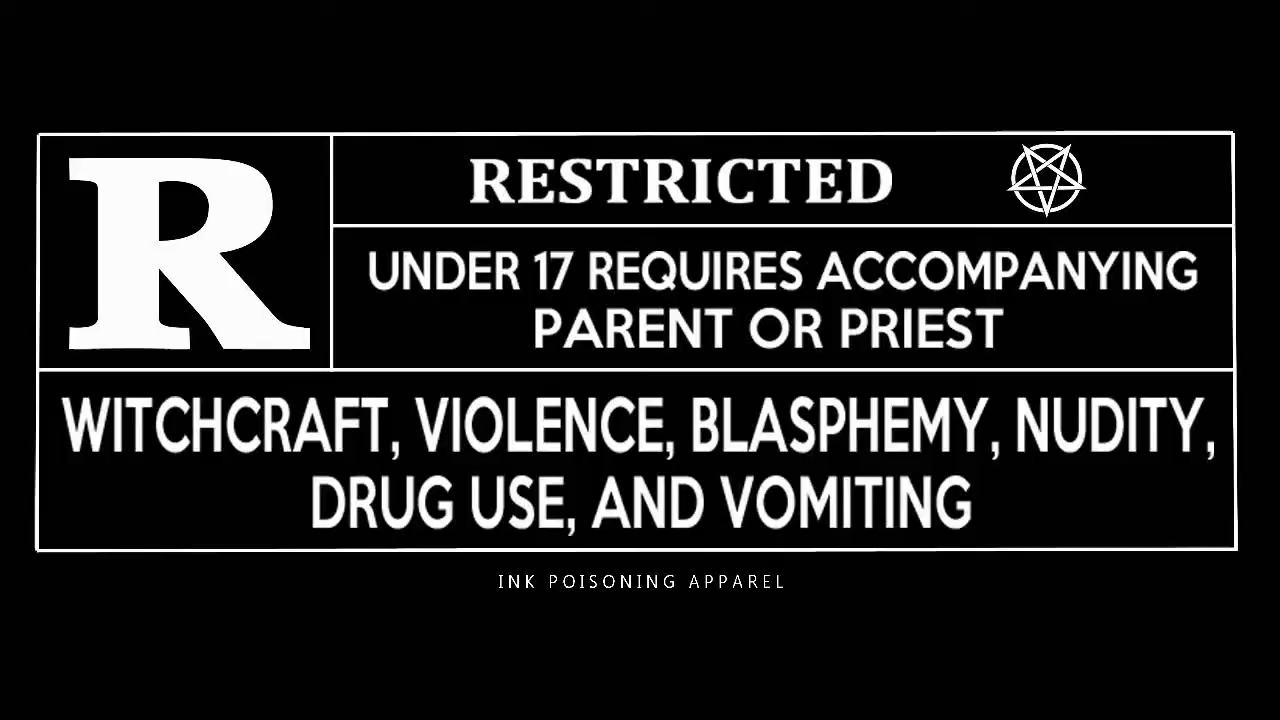 R
RESTRICTED
UNDER 17 REQUIRES ACCOMPANYING
PARENT OR PRIEST
WITCHCRAFT, VIOLENCE, BLASPHEMY, NUDITY,
DRUG USE, AND VOMITING
INK POISONING APPAREL